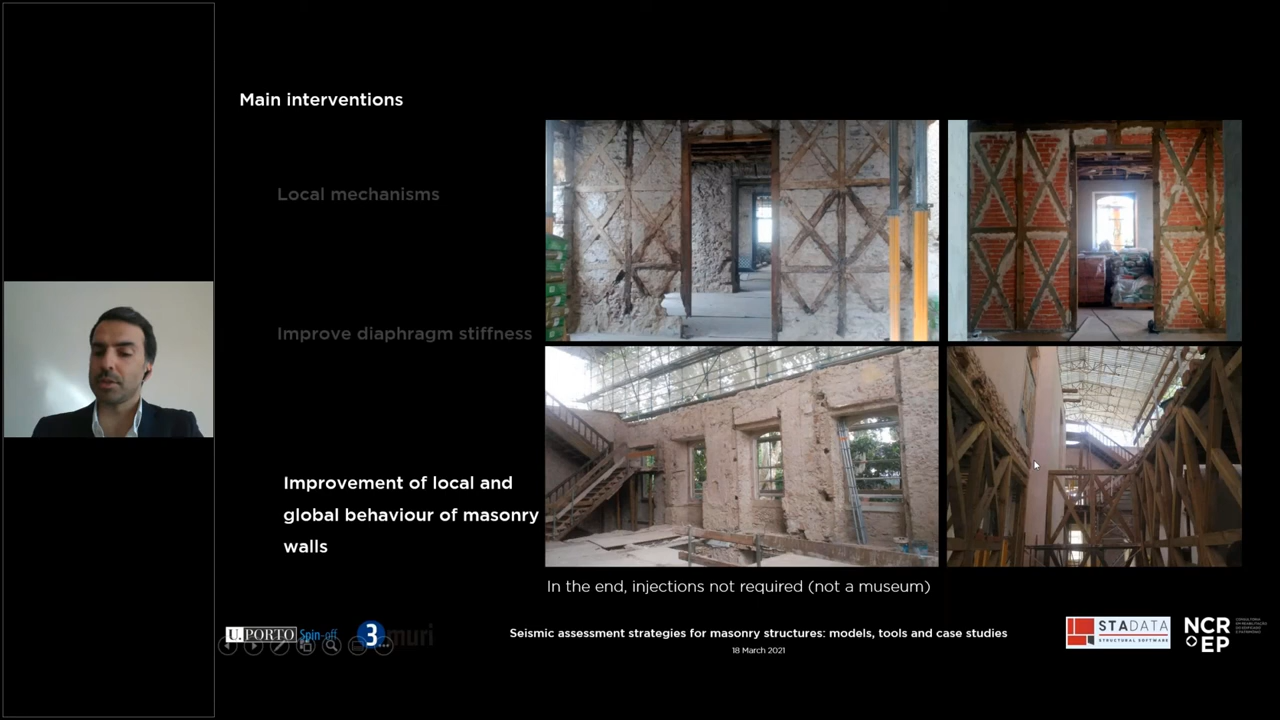 Main interventions
Local mechanisms
Improve diaphragm stiffness
Improvement of local and
global behaviour of masonry
walls
In the end, injections not required (not a museum)
U.PORTO Spin-off
3muri
Seismic assessment strategies for masonry structures: models, tools and case studies
18 March 2021
STADATA
STRUCTURAL SOFTWARE
NCR
EP